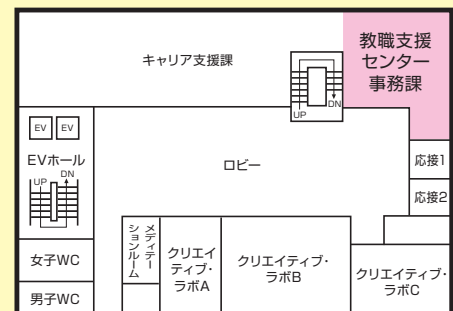 キャリア支援課
教職支援
センター
事務課
UP
DN
EV
EV
EVホール
UP
DN
ロビー
応接1
応接2
女子WC
男子WC
メディテー
ションルーム
クリエイ
ティブ・
ラボA
クリエイティブ・
ラボB
クリエイティブ・
ラボC